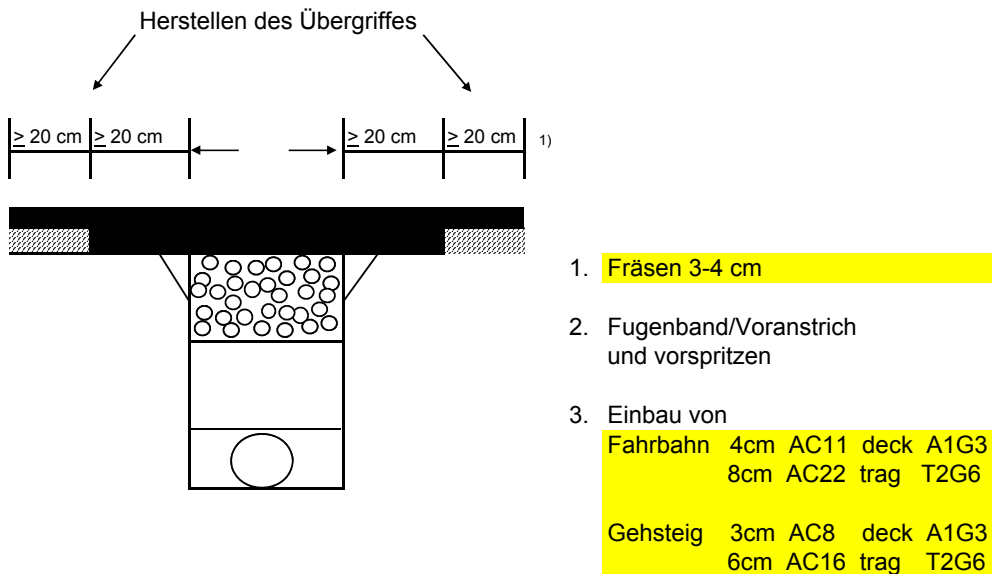 Herstellen des Übergriffes
≥ 20 cm ≥ 20 cm ≥ 20 cm ≥ 20 cm 1)
1. Fräsen 3-4 cm
2. Fugenband/Voranstrich
und vorspritzen
3. Einbau von
Fahrbahn 4cm AC11 deck A1G3
8cm AC22 trag T2G6
Gehsteig 3cm AC8 deck A1G3
6cm AC16 trag T2G6